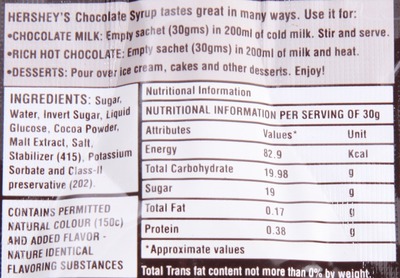 HERSHEY'S Chocolate Syrup tastes great in many ways. Use it for:
•CHOCOLATE MILK: Empty sachet (30gms) in 200ml of cold milk. Stir and serve.
•RICH HOT CHOCOLATE: Empty sachet (30gms) in 200ml of milk and heat.
•DESSERTS: Pour over ice cream, cakes and other desserts. Enjoy!
INGREDIENTS: Sugar,
Water, Invert Sugar, Liquid
Glucose, Cocoa Powder,
Malt Extract, Salt,
Stabilizer (415), Potassium
Sorbate and Class-II
preservative (202).
CONTAINS PERMITTED
NATURAL COLOUR (150c)
AND ADDED FLAVOR -
NATURE IDENTICAL
FLAVORING SUBSTANCES
Nutritional Information
NUTRITIONAL INFORMATION PER SERVING OF 30g
Attributes Values* Unit
Energy 82.9 Kcal
Total Carbohydrate 19.98 g
Sugar 19 g
Total Fat 0.17 g
Protein 0.38 g
*Approximate values
Total Trans fat content not more than 0% by weight.